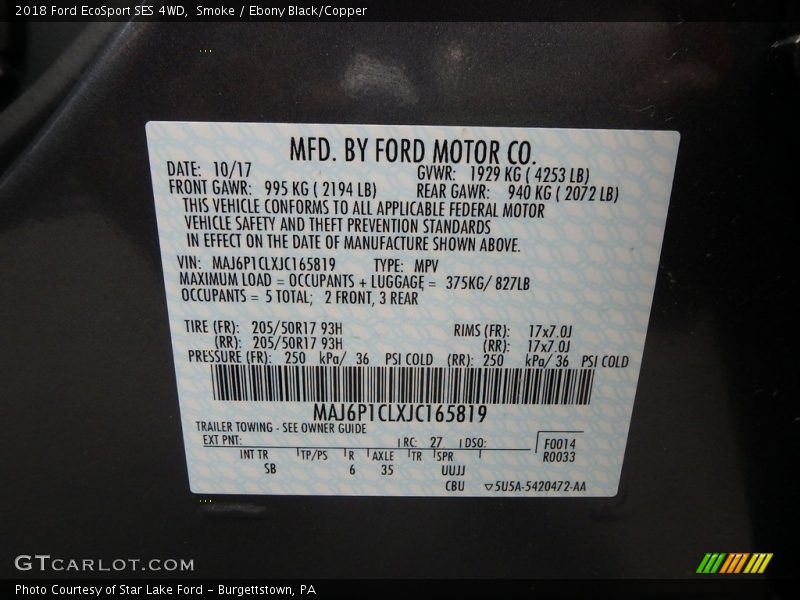 2018 Ford EcoSport SES 4WD,  Smoke / Ebony Black/Copper
MFD. BY FORD MOTOR CO.
DATE: 10/17 GVWR: 1929 KG ( 4253 LB)
FRONT GAWR: 995 KG ( 2194 LB) REAR GAWR: 940 KG ( 2072 LB)
THIS VEHICLE CONFORMS TO ALL APPLICABLE FEDERAL MOTOR
VEHICLE SAFETY AND THEFT PREVENTION STANDARDS
IN EFFECT ON THE DATE OF MANUFACTURE SHOWN ABOVE.
VIN: MAJ6P1CLXJC165819 TYPE: MPV
MAXIMUM LOAD = OCCUPANTS + LUGGAGE = 375KG/ 827LB
OCCUPANTS = 5 TOTAL; 2 FRONT, 3 REAR
TIRE (FR): 205/50R17 93H RIMS (FR): 17x7.0J
(RR): 205/50R17 93H (RR): 17x7.0J
PRESSURE (FR): 250 kPa/ 36 PSI COLD (RR): 250 kPa/ 36 PSI COLD
MAJ6P1CLXJC165819
TRAILER TOWING - SEE OWNER GUIDE
EXT PNT: RC: 27 DSO: F0014
INT TR TP/PS R AXLE TR SPR R0033
SB 6 35 UUJJ
CBU 5U5A-5420472-AA
GTCARLOT.COM
Photo Courtesy of Star Lake Ford - Burgettstown, PA